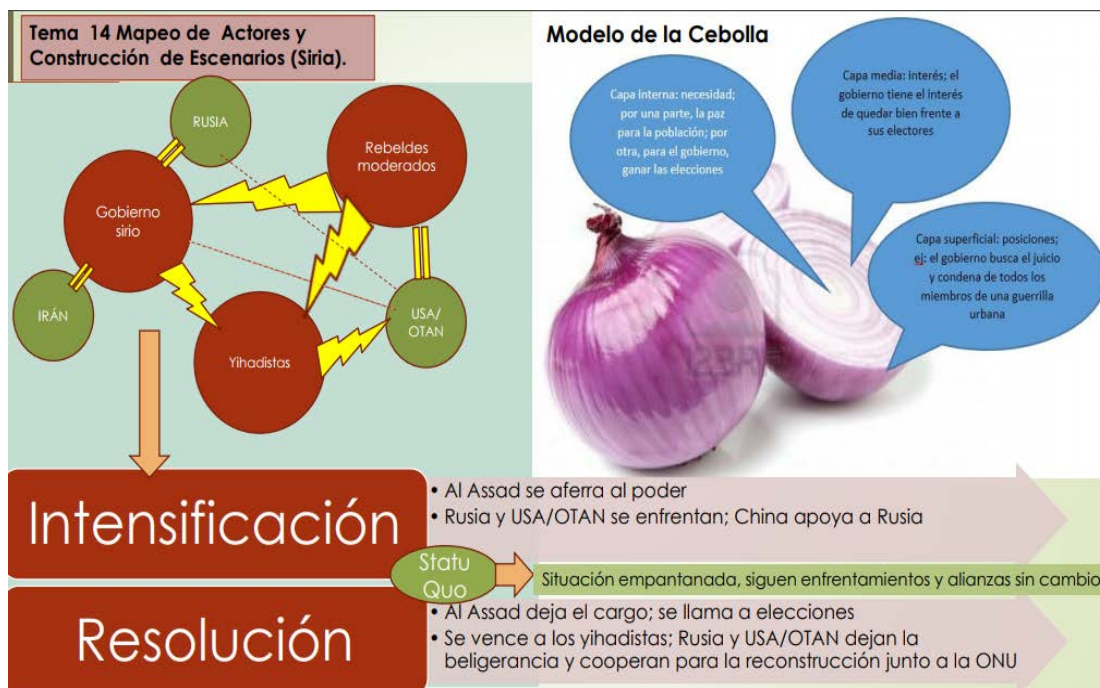 Tema 14 Mapeo de Actores y
Construcción de Escenarios (Siria).
RUSIA
Rebeldes
moderados
Gobierno
sirio
IRÁN
USA/
OTAN
Yihadistas
Modelo de la Cebolla
Capa interna: necesidad;
por una parte, la paz
para la población; por
otra, para el gobierno,
ganar las elecciones
Capa media: interés; el
gobierno tiene el interés
de quedar bien frente a
sus electores
Capa superficial: posiciones;
ej: el gobierno busca el juicio
y condena de todos los
miembros de una guerrilla
urbana
Intensificación
• Al Assad se aferra al poder
• Rusia y USA/OTAN se enfrentan; China apoya a Rusia
Statu
Quo
Situación empantanada, siguen enfrentamientos y alianzas sin cambio
Resolución
• Al Assad deja el cargo; se llama a elecciones
• Se vence a los yihadistas; Rusia y USA/OTAN dejan la
beligerancia y cooperan para la reconstrucción junto a la ONU